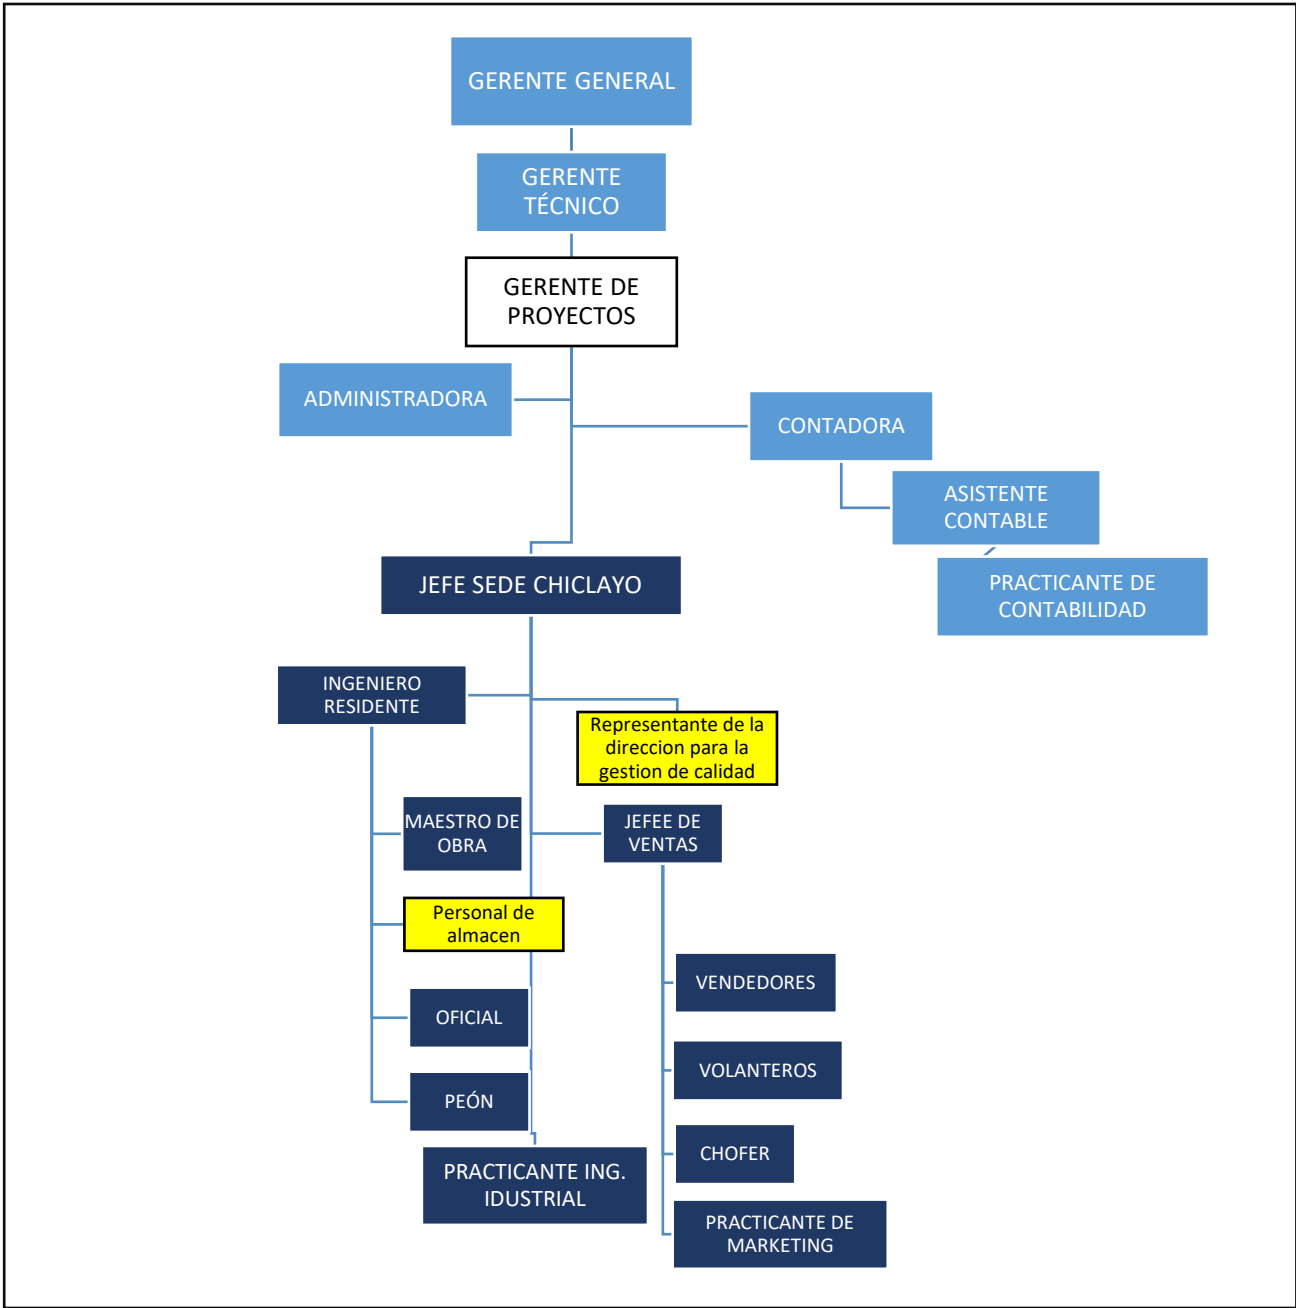 GERENTE GENERAL
GERENTE
TÉCNICO
GERENTE DE
PROYECTOS
ADMINISTRADORA
CONTADORA
ASISTENTE
CONTABLE
PRACTICANTE DE
CONTABILIDAD
JEFE SEDE CHICLAYO
INGENIERO
RESIDENTE
Representante de la
direccion para la
gestion de calidad
MAESTRO DE
OBRA
JEFEE DE
VENTAS
Personal de
almacen
VENDEDORES
OFICIAL
VOLANTEROS
PEÓN
CHOFER
PRACTICANTE ING.
IDUSTRIAL
PRACTICANTE DE
MARKETING